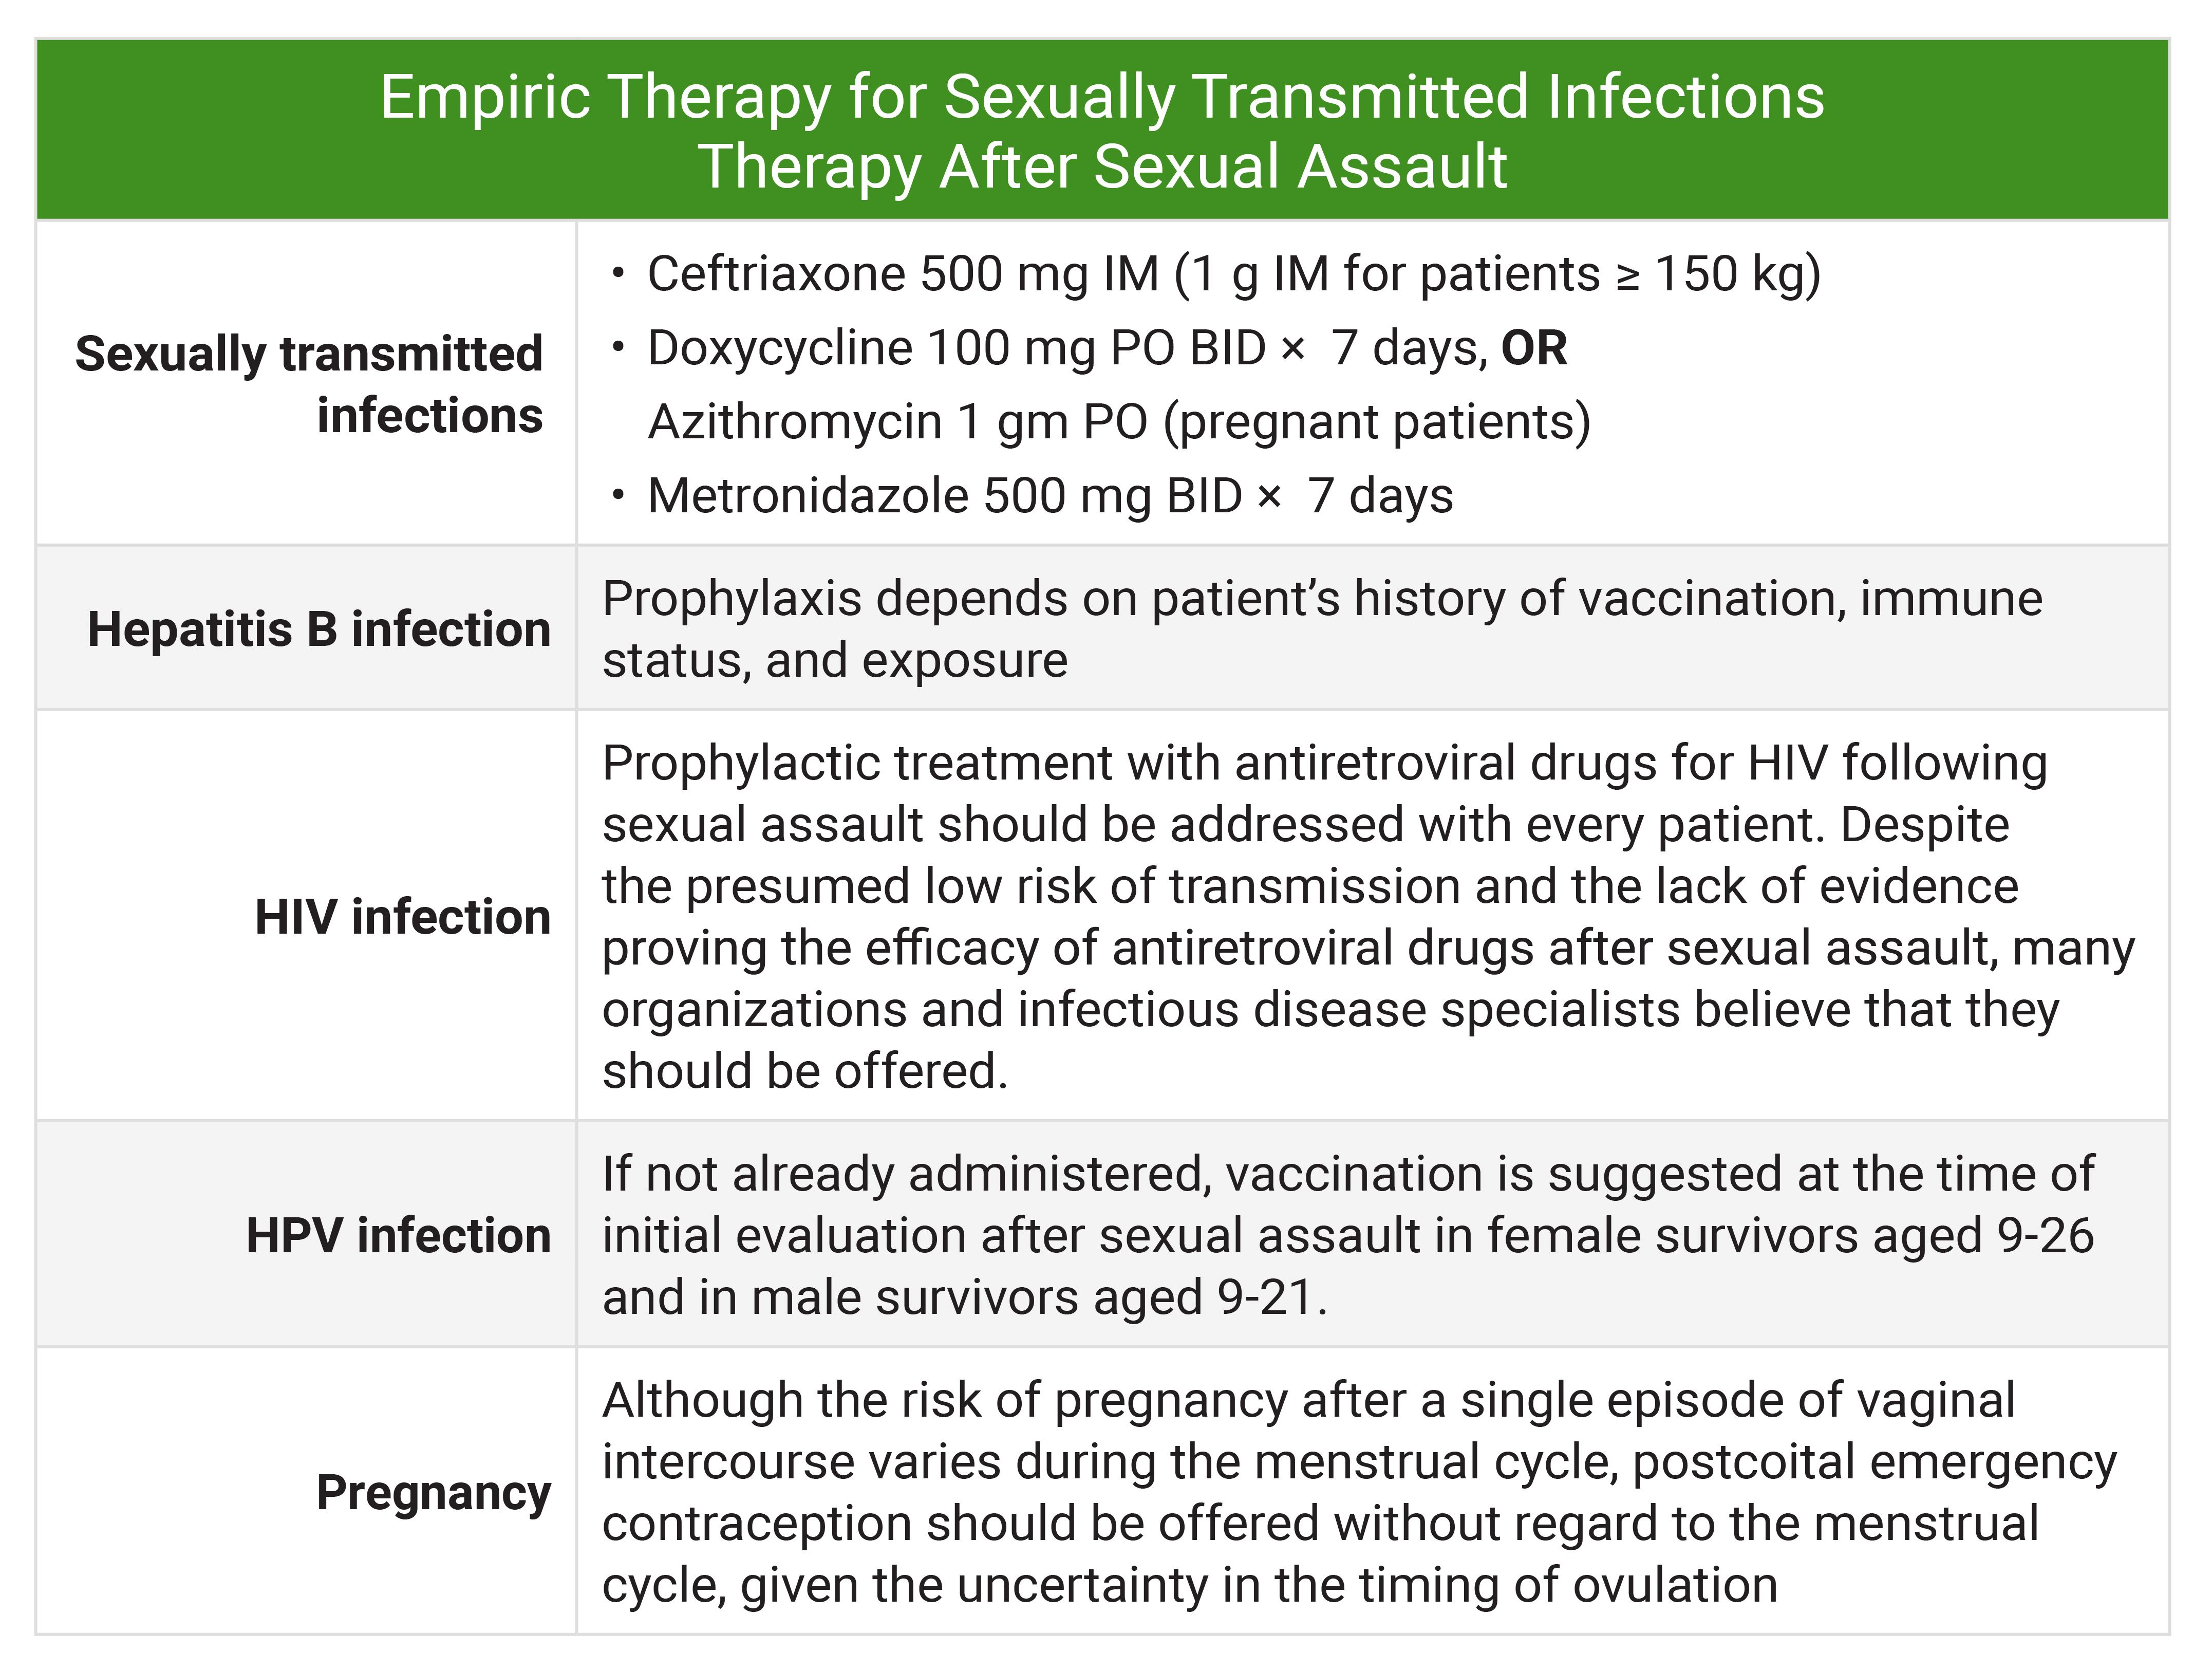 Empiric Therapy for Sexually Transmitted Infections
Therapy After Sexual Assault
Sexually transmitted
infections
• Ceftriaxone 500 mg IM (1 g IM for patients ≥ 150 kg)
• Doxycycline 100 mg PO BID × 7 days, OR
Azithromycin 1 gm PO (pregnant patients)
• Metronidazole 500 mg BID × 7 days
Hepatitis B infection
Prophylaxis depends on patient’s history of vaccination, immune
status, and exposure
HIV infection
Prophylactic treatment with antiretroviral drugs for HIV following
sexual assault should be addressed with every patient. Despite
the presumed low risk of transmission and the lack of evidence
proving the efficacy of antiretroviral drugs after sexual assault, many
organizations and infectious disease specialists believe that they
should be offered.
HPV infection
If not already administered, vaccination is suggested at the time of
initial evaluation after sexual assault in female survivors aged 9-26
and in male survivors aged 9-21.
Pregnancy
Although the risk of pregnancy after a single episode of vaginal
intercourse varies during the menstrual cycle, postcoital emergency
contraception should be offered without regard to the menstrual
cycle, given the uncertainty in the timing of ovulation